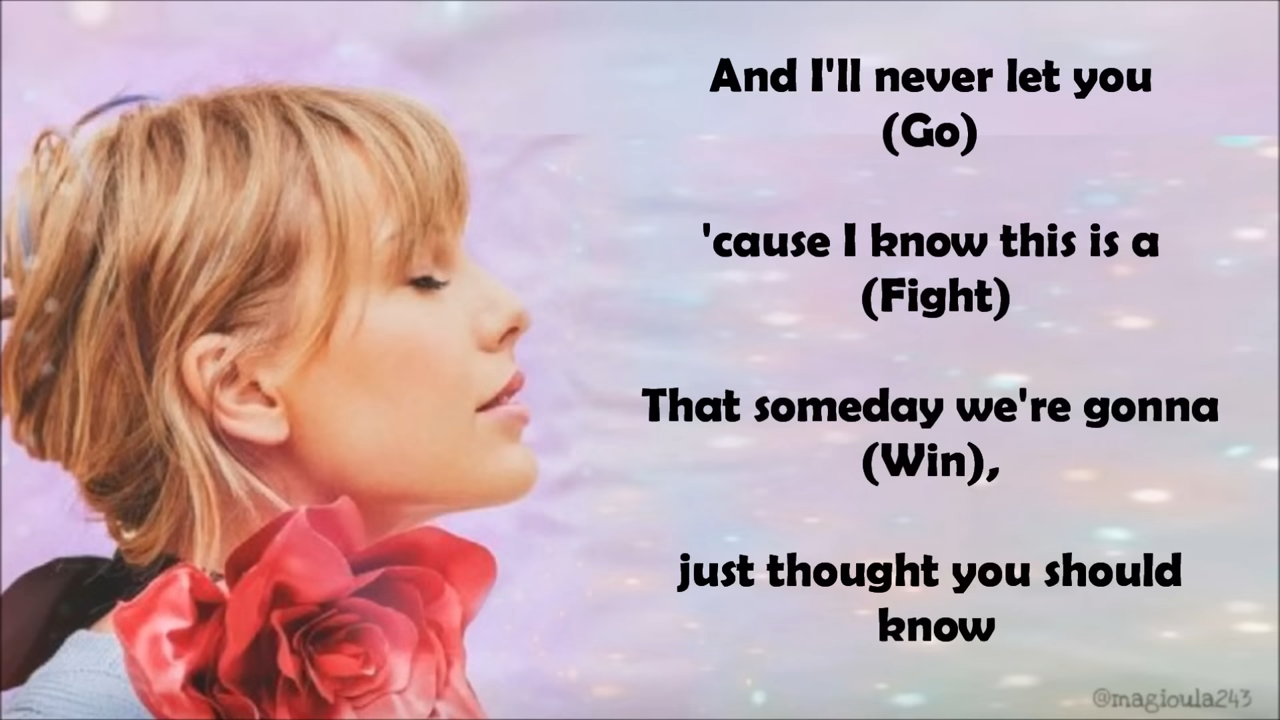 And I'll never let you
(Go)
'cause I know this is a
(Fight)
That someday we're gonna
(Win),
just thought you should
know
@magioula243